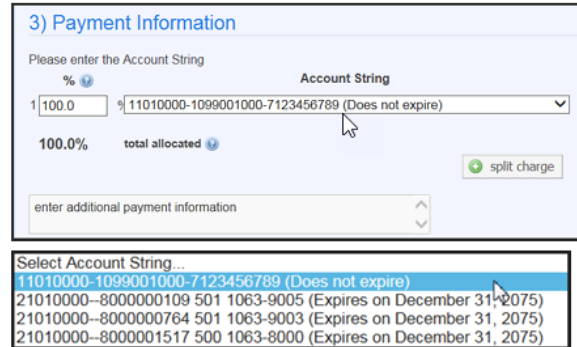 3) Payment Information
Please enter the Account String
% Account String
1 100.0 % 11010000-1099001000-7123456789 (Does not expire)
100.0% total allocated
split charge
enter additional payment information
Select Account String...
11010000-1099001000-7123456789 (Does not expire)
21010000--8000000109 501 1063-9005 (Expires on December 31, 2075)
21010000--8000000764 501 1063-9003 (Expires on December 31, 2075)
21010000--8000001517 500 1063-8000 (Expires on December 31, 2075)